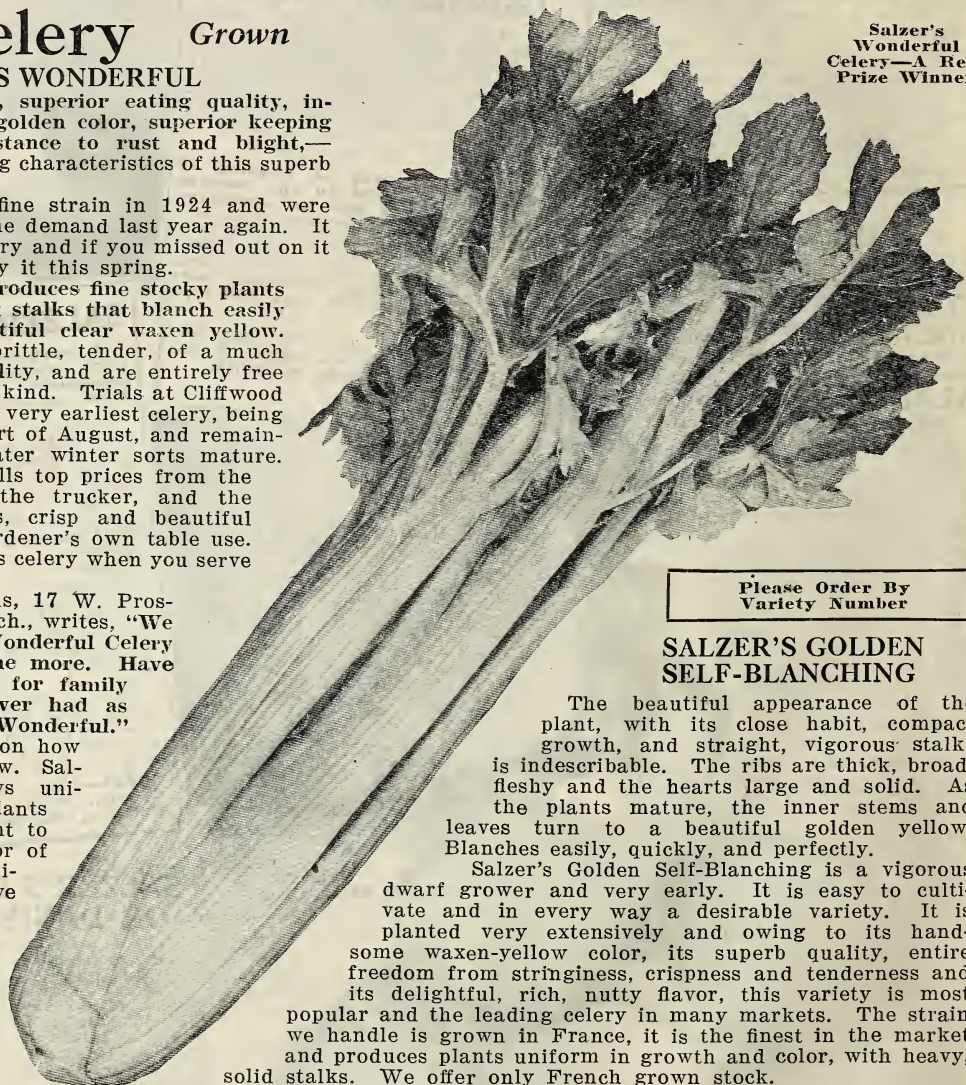 elery Grown
S WONDERFUL
, superior eating quality, in-
golden color, superior keeping
stance to rust and blight,—
g characteristics of this superb
fine strain in 1924 and were
e demand last year again. It
ry and if you missed out on it
y it this spring.
roduces fine stocky plants
stalks that blanch easily
tiful clear waxen yellow.
brittle, tender, of a much
lity, and are entirely free
kind. Trials at Cliffwood
very earliest celery, being
rt of August, and remain-
ater winter sorts mature.
lls top prices from the
the trucker, and the
s, crisp and beautiful
rdener's own table use.
s celery when you serve
ns, 17 W. Pros-
ch., writes, “We
onderful Celery
ne more. Have
for family
ver had as
Wonderful.”
on how
w. Sal-
ys uni-
lants
nt to
or of
i-
ve
Salzer's
Wonderful
Celery—A Re
Prize Winne
Please Order By
Variety Number
SALZER'S GOLDEN
SELF-BLANCHING
The beautiful appearance of th
plant, with its close habit, compac
growth, and straight, vigorous stalk
is indescribable. The ribs are thick, broad
fleshy and the hearts large and solid. As
the plants mature, the inner stems and
leaves turn to a beautiful golden yellow
Blanches easily, quickly, and perfectly.
Salzer's Golden Self-Blanching is a vigorous
dwarf grower and very early. It is easy to culti-
vate and in every way a desirable variety. It is
planted very extensively and owing to its hand-
some waxen-yellow color, its superb quality, entire
freedom from stringiness, crispness and tenderness and
its delightful, rich, nutty flavor, this variety is most
popular and the leading celery in many markets. The strain
we handle is grown in France, it is the finest in the market
and produces plants uniform in growth and color, with heavy,
solid stalks. We offer only French grown stock.